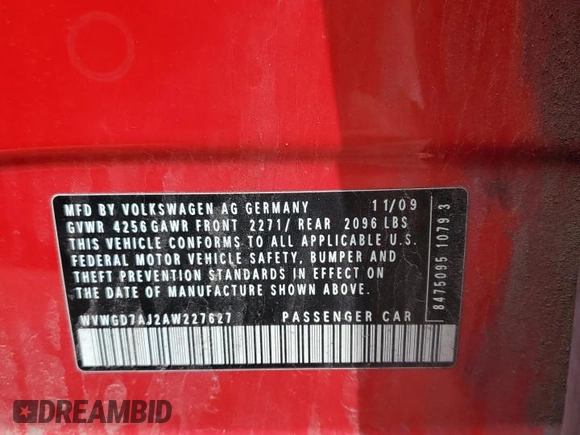 MFD BY VOLKSWAGEN AG GERMANY 11/09
GVWR 4256 GAWR FRONT 2271/ REAR 2096 LBS
THIS VEHICLE CONFORMS TO ALL APPLICABLE U.S.
FEDERAL MOTOR VEHICLE SAFETY, BUMPER AND
THEFT PREVENTION STANDARDS IN EFFECT ON
THE DATE OF MANUFACTURE SHOWN ABOVE.
WVWGD7AJ2AW227627 PASSENGER CAR
8475095 1079 3
DREAMBID